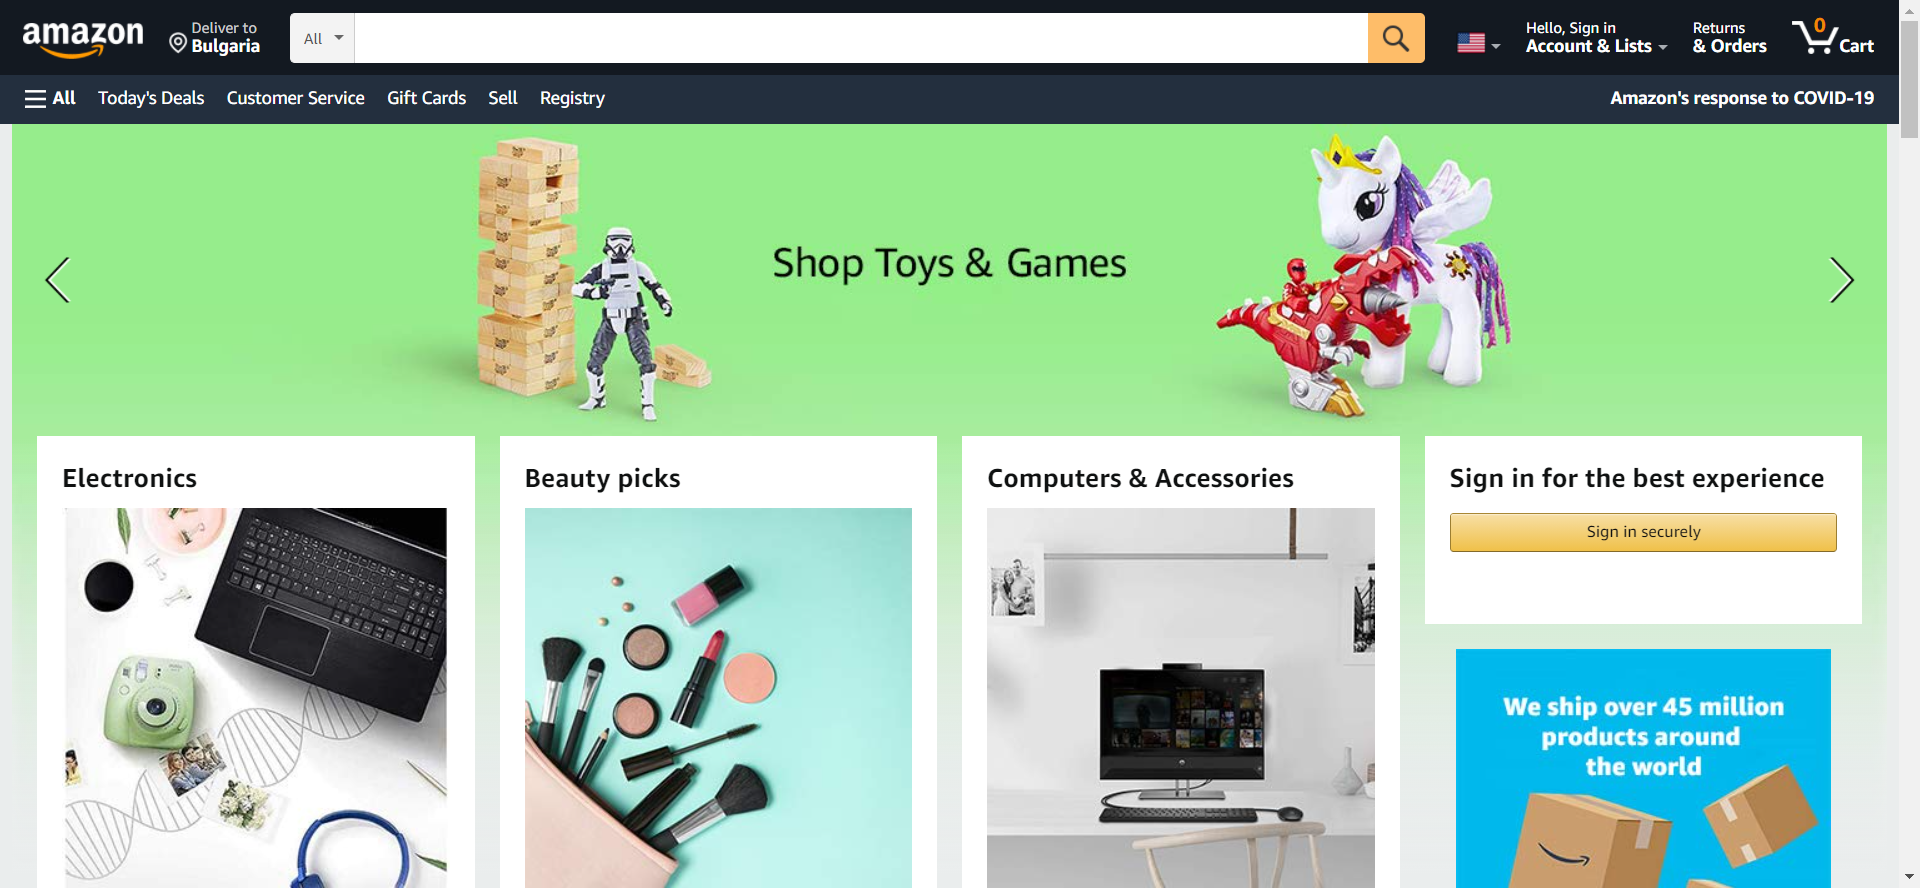 amazon
Deliver to
Bulgaria
All
Hello, Sign in
Account & Lists
Returns
& Orders
0
Cart
All
Today's Deals
Customer Service
Gift Cards
Sell
Registry
Amazon's response to COVID-19
Shop Toys & Games
Electronics
Beauty picks
Computers & Accessories
Sign in for the best experience
Sign in securely
We ship over 45 million
products around
the world